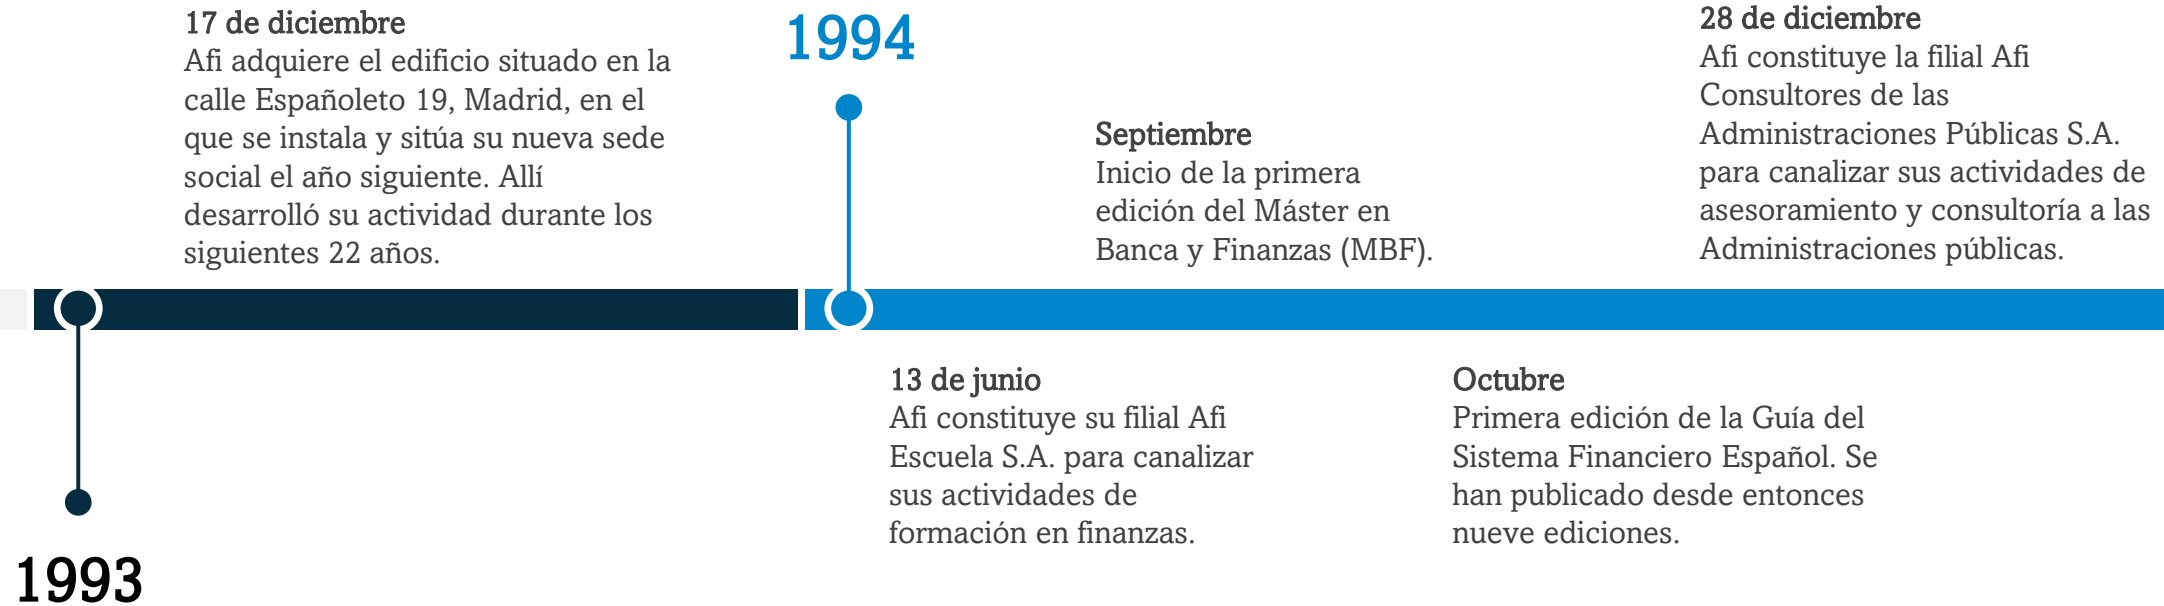 17 de diciembre
Afi adquiere el edificio situado en la
calle Españoleto 19, Madrid, en el
que se instala y sitúa su nueva sede
social el año siguiente. Allí
desarrolló su actividad durante los
siguientes 22 años.
1993
1994
13 de junio
Afi constituye su filial Afi
Escuela S.A. para canalizar
sus actividades de
formación en finanzas.
Septiembre
Inicio de la primera
edición del Máster en
Banca y Finanzas (MBF).
Octubre
Primera edición de la Guía del
Sistema Financiero Español. Se
han publicado desde entonces
nueve ediciones.
28 de diciembre
Afi constituye la filial Afi
Consultores de las
Administraciones Públicas S.A.
para canalizar sus actividades de
asesoramiento y consultoría a las
Administraciones públicas.